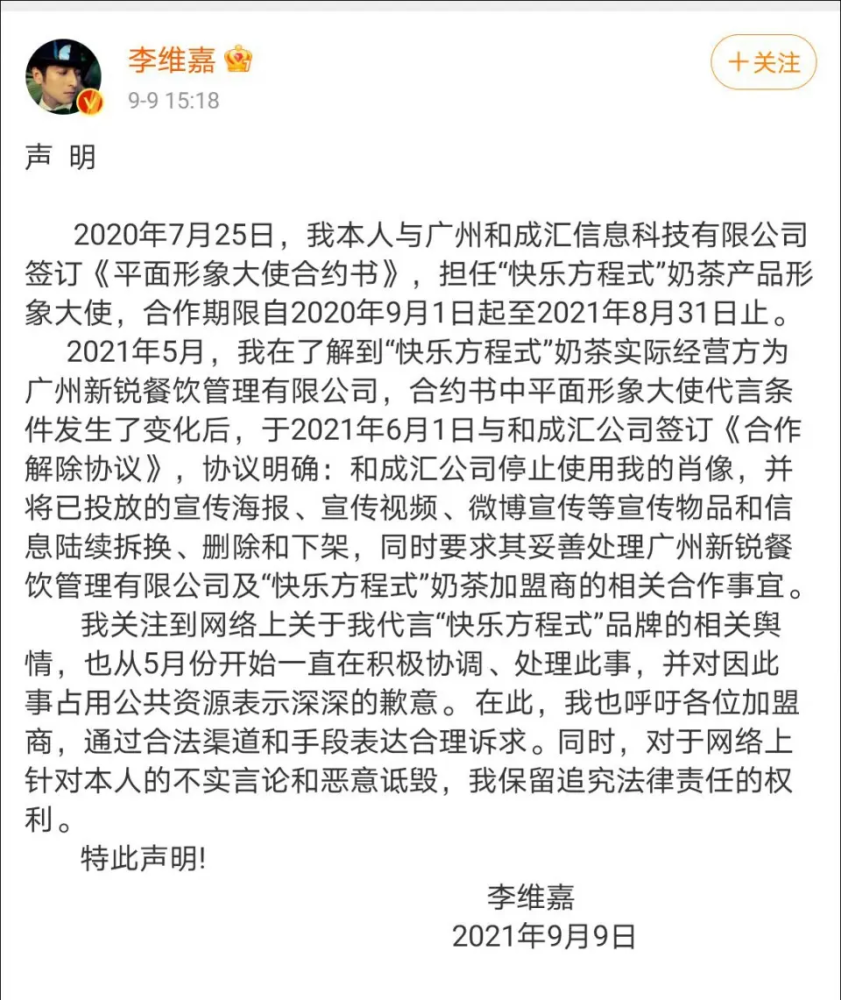 李维嘉
9-9 15:18
+关注
声 明
2020年7月25日，我本人与广州和成汇信息科技有限公司
签订《平面形象大使合约书》，担任“快乐方程式”奶茶产品形
象大使，合作期限自2020年9月1日起至2021年8月31日止。
2021年5月，我在了解到“快乐方程式”奶茶实际经营方为
广州新锐餐饮管理有限公司，合约书中平面形象大使代言条
件发生了变化后，于2021年6月1日与和成汇公司签订《合作
解除协议》，协议明确：和成汇公司停止使用我的肖像，并
将已投放的宣传海报、宣传视频、微博宣传等宣传物品和信
息陆续拆换、删除和下架，同时要求其妥善处理广州新锐餐
饮管理有限公司及“快乐方程式”奶茶加盟商的相关合作事宜。
我关注到网络上关于我代言“快乐方程式”品牌的相关舆
情，也从5月份开始一直在积极协调、处理此事，并对因此
事占用公共资源表示深深的歉意。在此，我也呼吁各位加盟
商，通过合法渠道和手段表达合理诉求。同时，对于网络上
针对本人的不实言论和恶意诋毁，我保留追究法律责任的权
利。
特此声明!
李维嘉
2021年9月9日